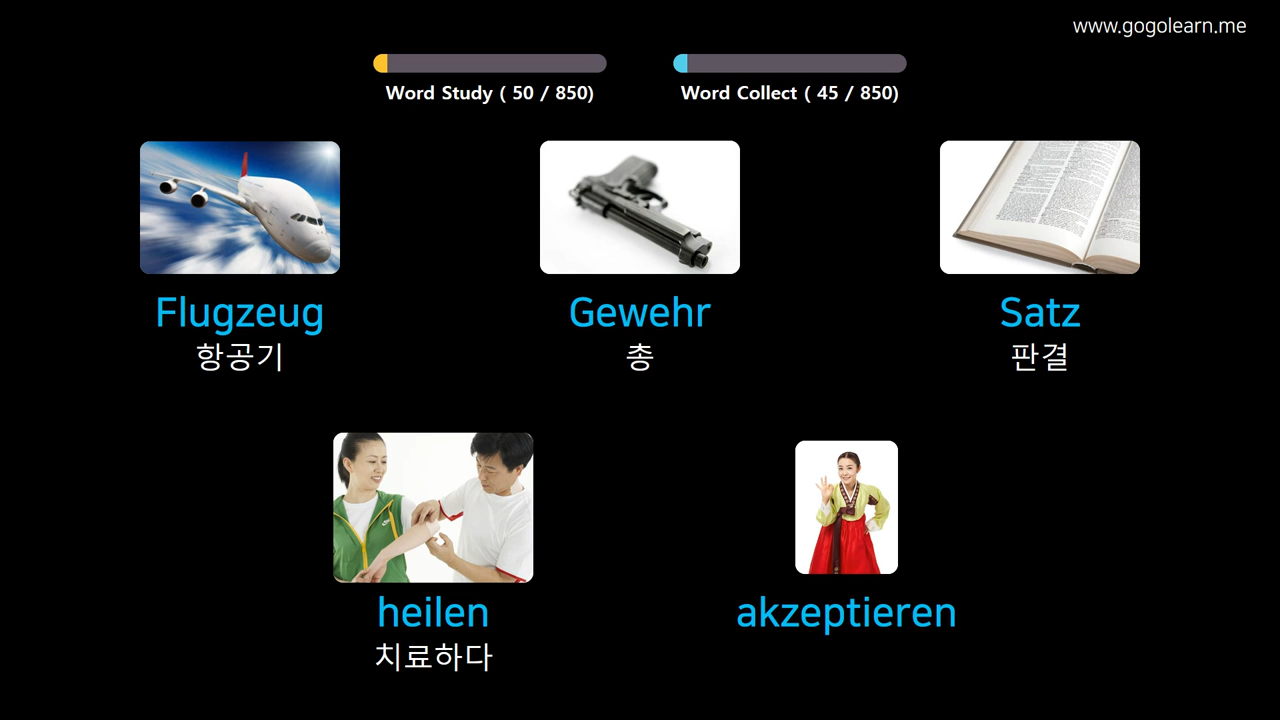 www.gogolearn.me
Word Study ( 50 / 850)
Word Collect ( 45 / 850)
Flugzeug
항공기
Gewehr
총
Satz
판결
heilen
치료하다
akzeptieren